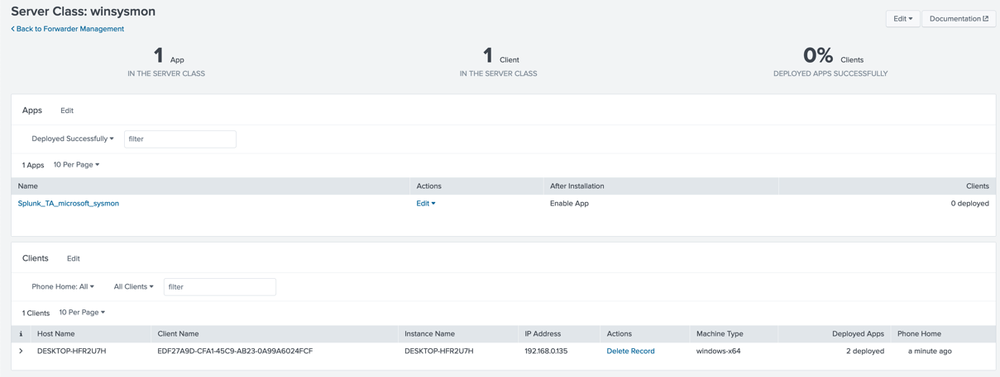 Server Class: winsysmon
Edit Documentation
Back to Forwarder Management
1 App
IN THE SERVER CLASS
1 Client
IN THE SERVER CLASS
0% Clients
DEPLOYED APPS SUCCESSFULLY
Apps Edit
Deployed Successfully filter
1 Apps 10 Per Page
Name Actions After Installation Clients
Splunk_TA_microsoft_sysmon Edit Enable App 0 deployed
Clients Edit
Phone Home: All All Clients filter
1 Clients 10 Per Page
i Host Name Client Name Instance Name IP Address Actions Machine Type Deployed Apps Phone Home
DESKTOP-HFR2U7H EDF27A9D-CFA1-45C9-AB23-0A99A6024FCF DESKTOP-HFR2U7H 192.168.0.135 Delete Record windows-x64 2 deployed a minute ago